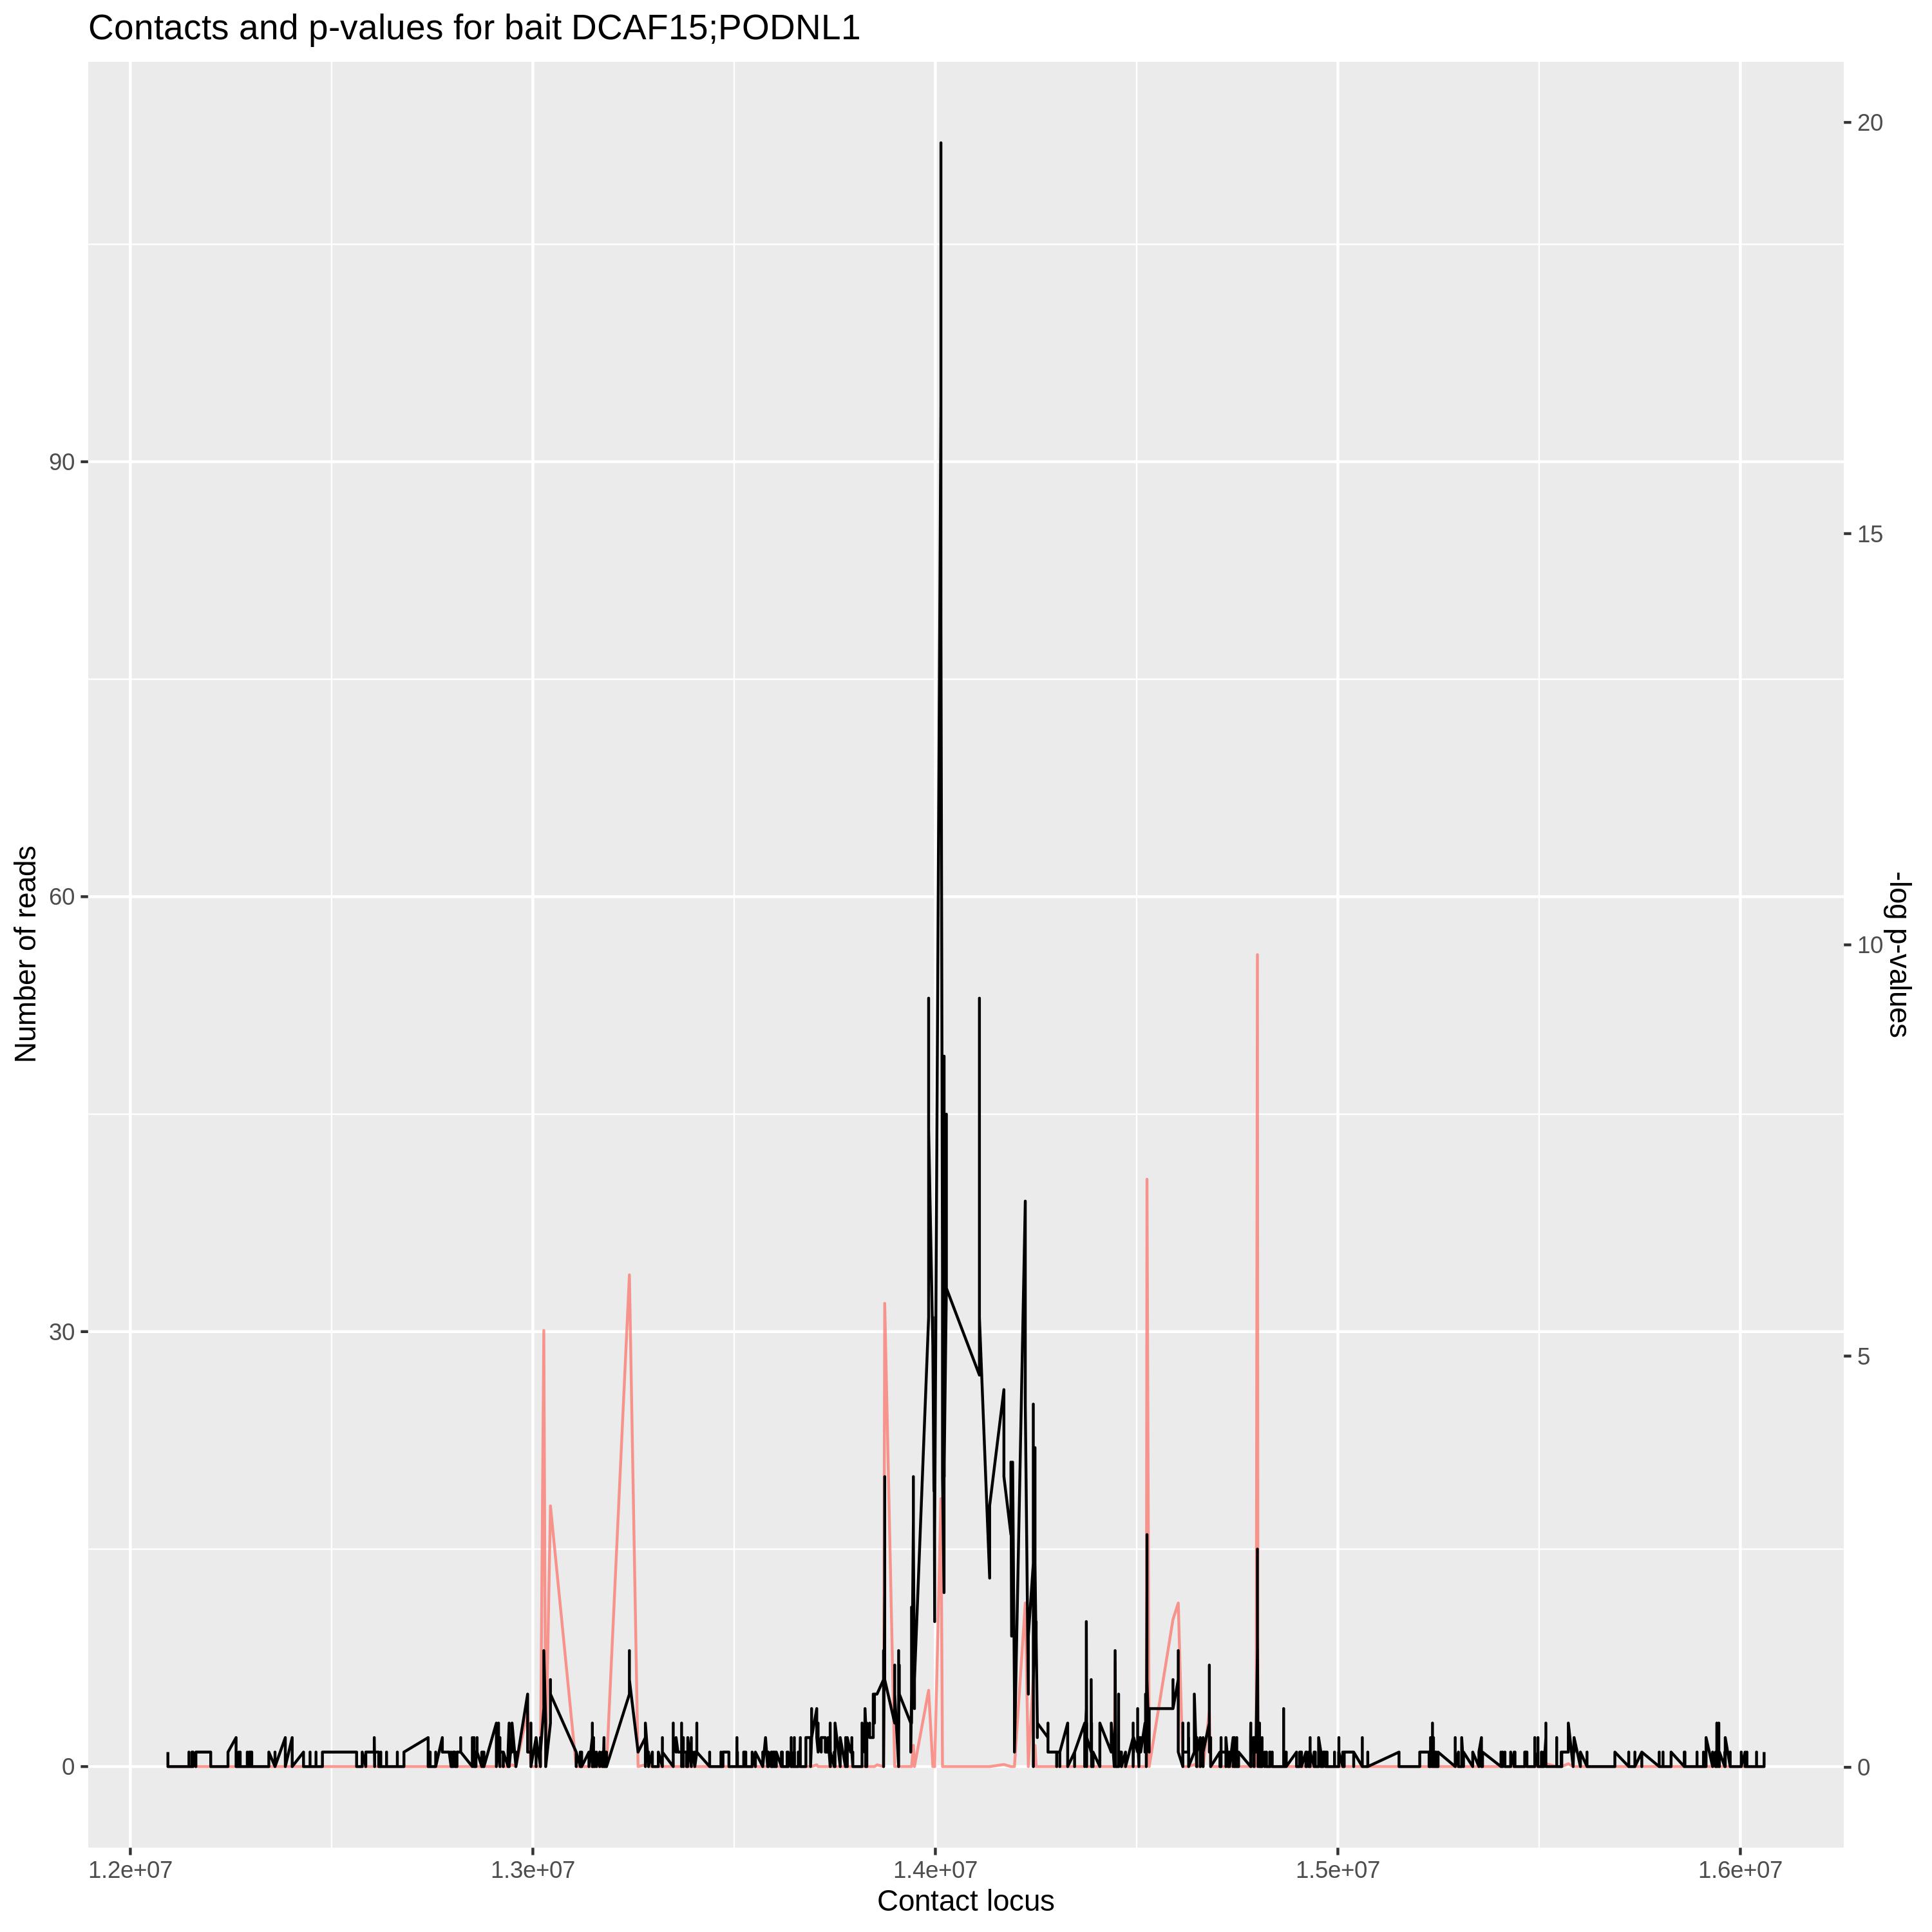 Contacts and p-values for bait DCAF15;PODNL1
20
90
15
60
10
Number of reads
-log p-values
30
5
0
0
1.2e+07
1.3e+07
1.4e+07
1.5e+07
1.6e+07
Contact locus